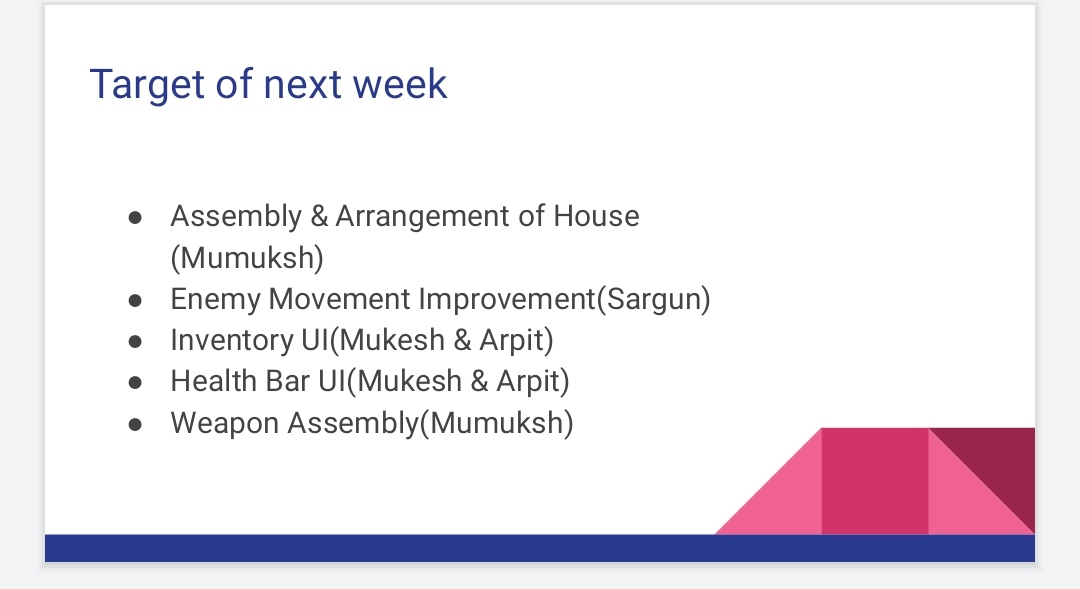 Target of next week
● Assembly & Arrangement of House
(Mumuksh)
● Enemy Movement Improvement(Sargun)
● Inventory UI(Mukesh & Arpit)
● Health Bar UI(Mukesh & Arpit)
● Weapon Assembly(Mumuksh)